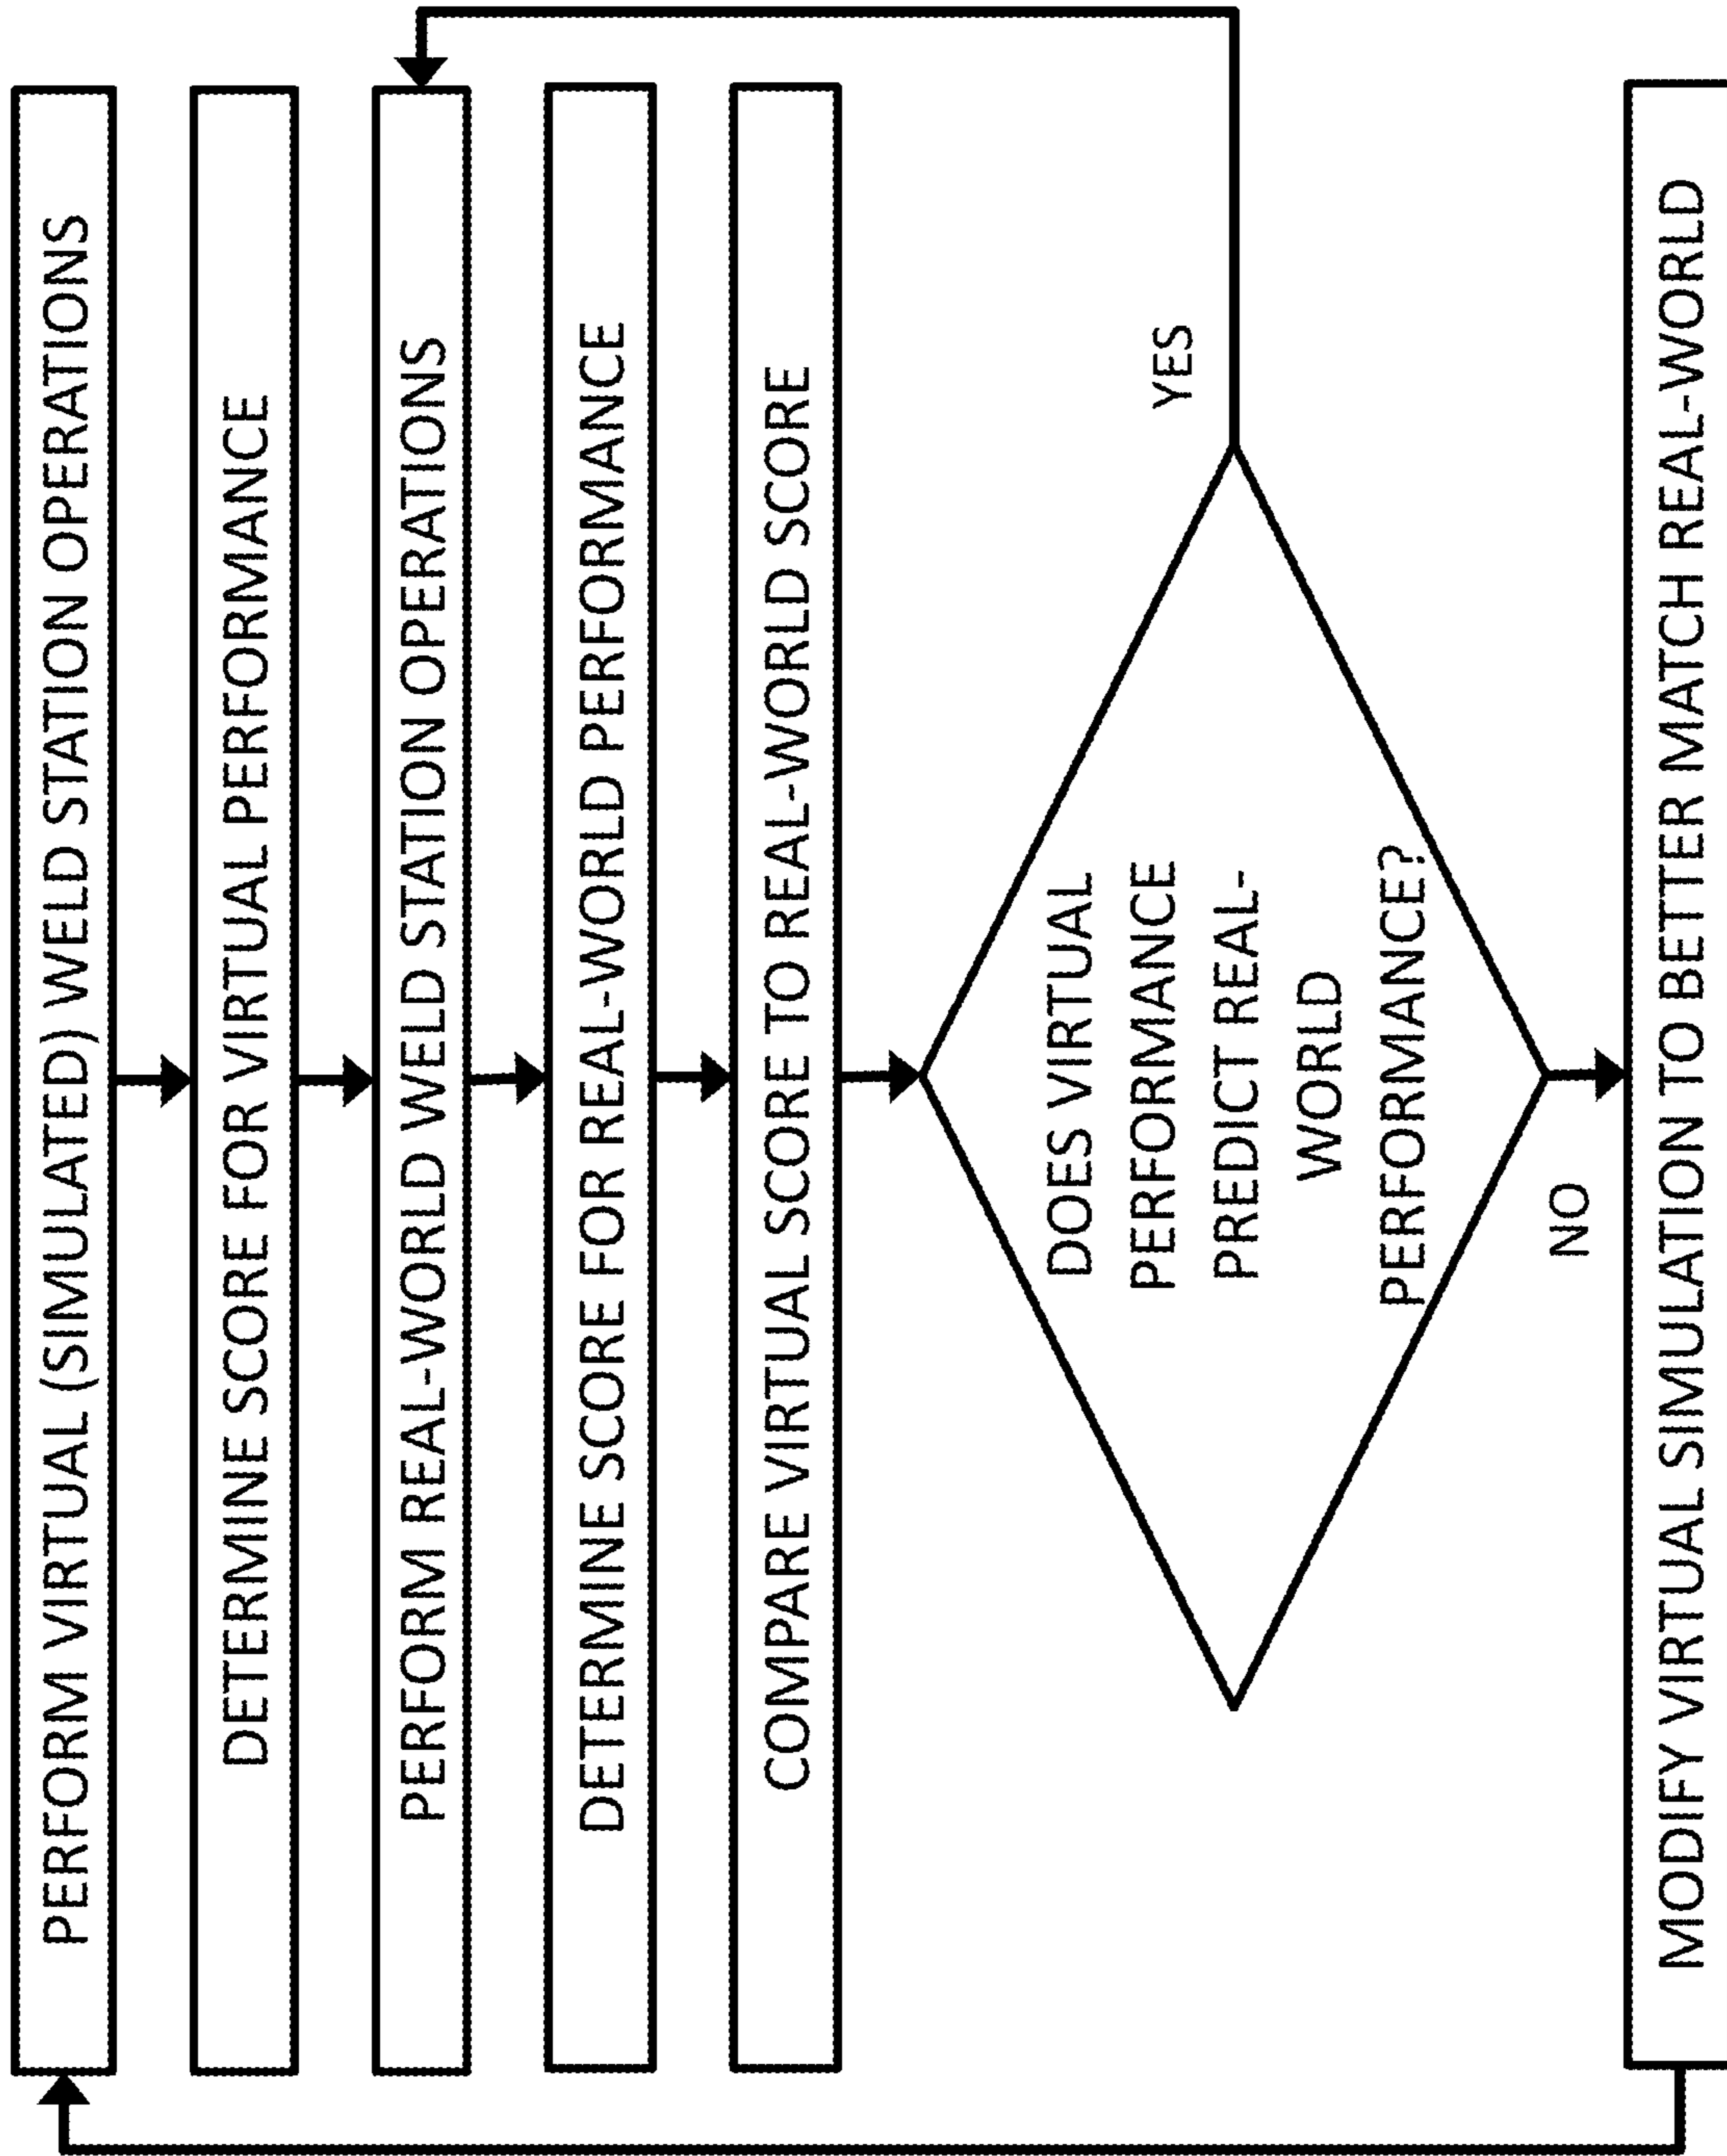 PERFORM VIRTUAL (SIMULATED) WELD STATION OPERATIONS
DETERMINE SCORE FOR VIRTUAL PERFORMANCE
PERFORM REAL-WORLD WELD STATION OPERATIONS
DETERMINE SCORE FOR REAL-WORLD PERFORMANCE
COMPARE VIRTUAL SCORE TO REAL-WORLD SCORE
DOES VIRTUAL
PERFORMANCE
PREDICT REAL-
WORLD
PERFORMANCE?
YES
NO
MODIFY VIRTUAL SIMULATION TO BETTER MATCH REAL-WORLD